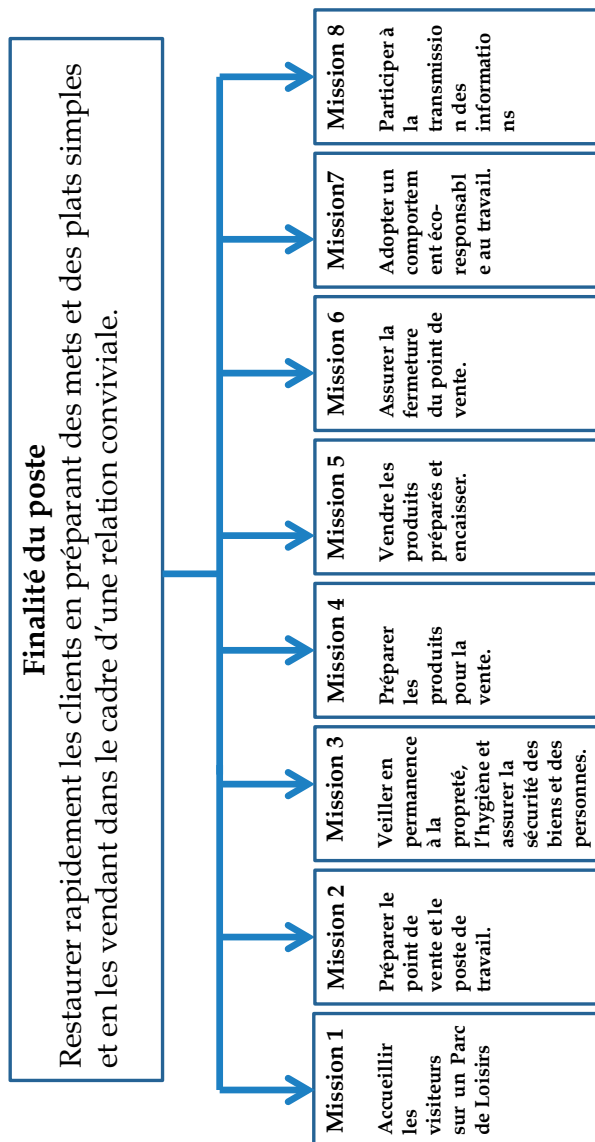 Finalité du poste
Restaurer rapidement les clients en préparant des mets et des plats simples
et en les vendant dans le cadre d’une relation conviviale.
Mission 1
Accueillir
les
visiteurs
sur un Parc
de Loisirs
Mission 2
Préparer le
point de
vente et le
poste de
travail.
Mission 3
Veiller en
permanence
à la
propreté,
l’hygiène et
assurer la
sécurité des
biens et des
personnes.
Mission 4
Préparer
les
produits
pour la
vente.
Mission 5
Vendre les
produits
préparés et
encaisser.
Mission 6
Assurer la
fermeture
du point de
vente.
Mission7
Adopter un
comportem
ent éco-
responsabl
e au travail.
Mission 8
Participer à
la
transmissio
n des
informatio
ns